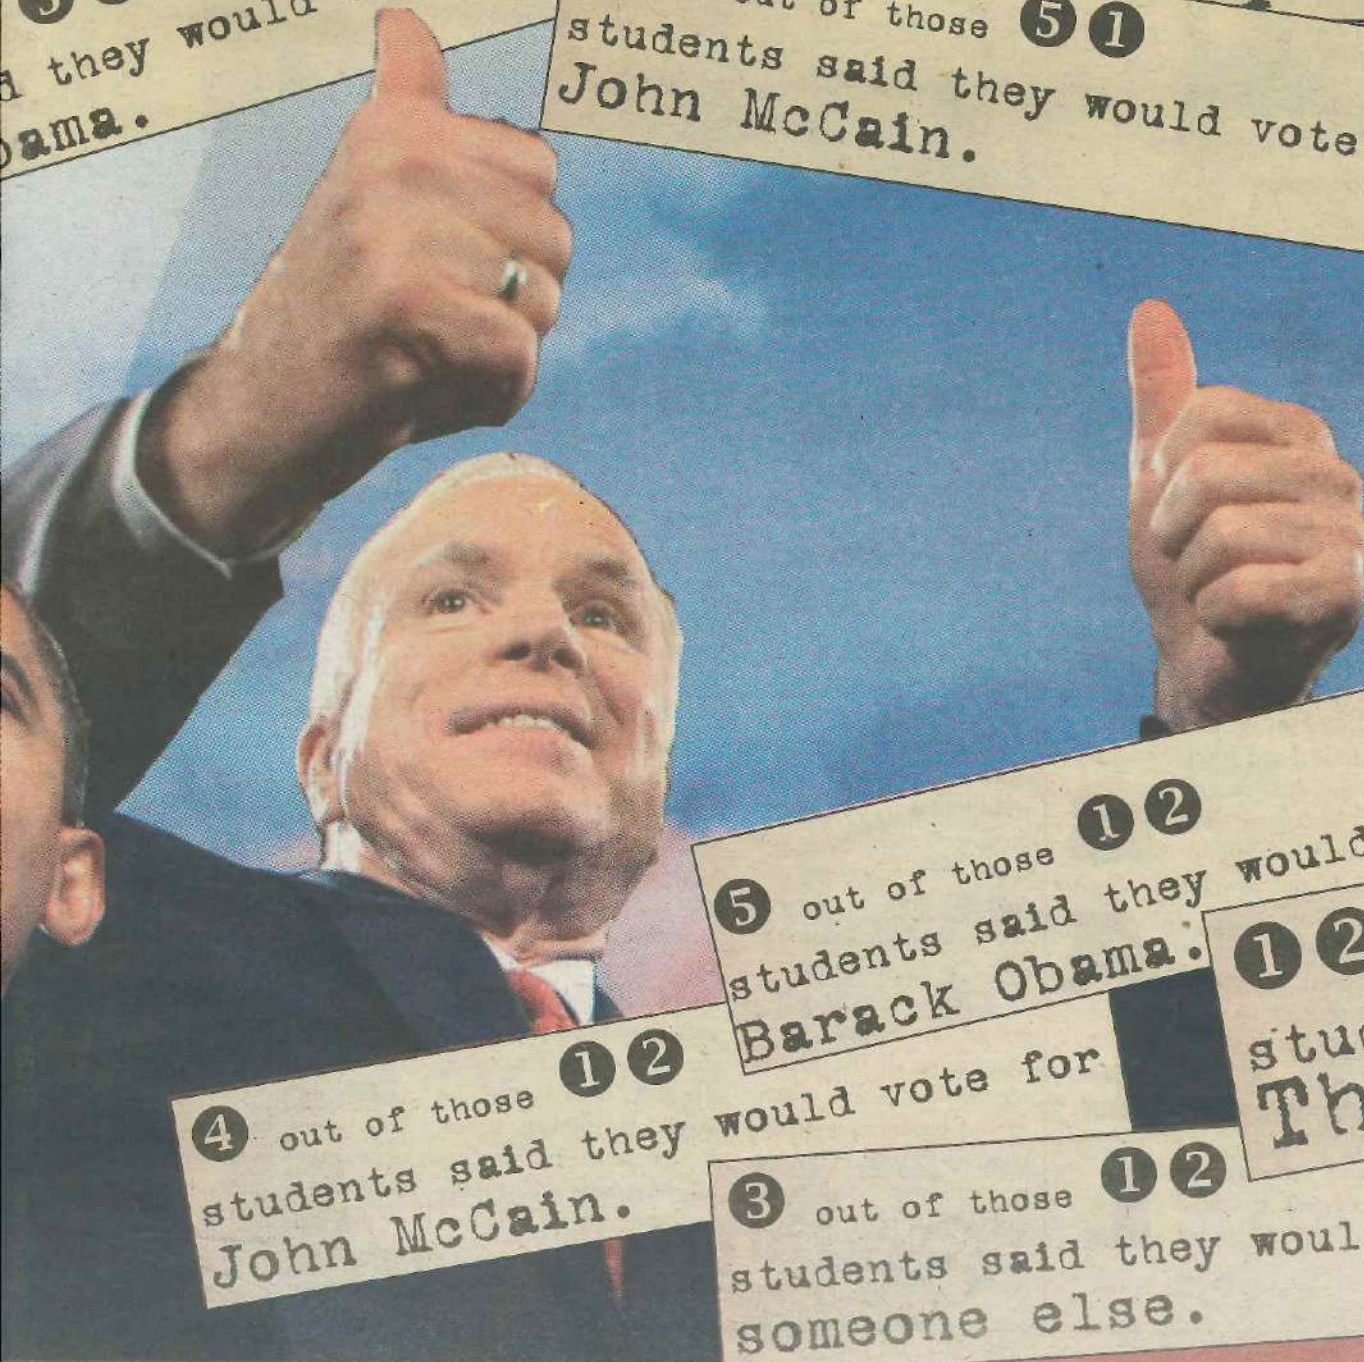 they would
ama.
out of those 5 1
students said they would vote
John McCain.
5 out of those 1 2
students said they would
Barack Obama.
1 2
stu
Th
4 out of those 1 2
students said they would vote for
John McCain.
3 out of those 1 2
students said they woul
someone else.